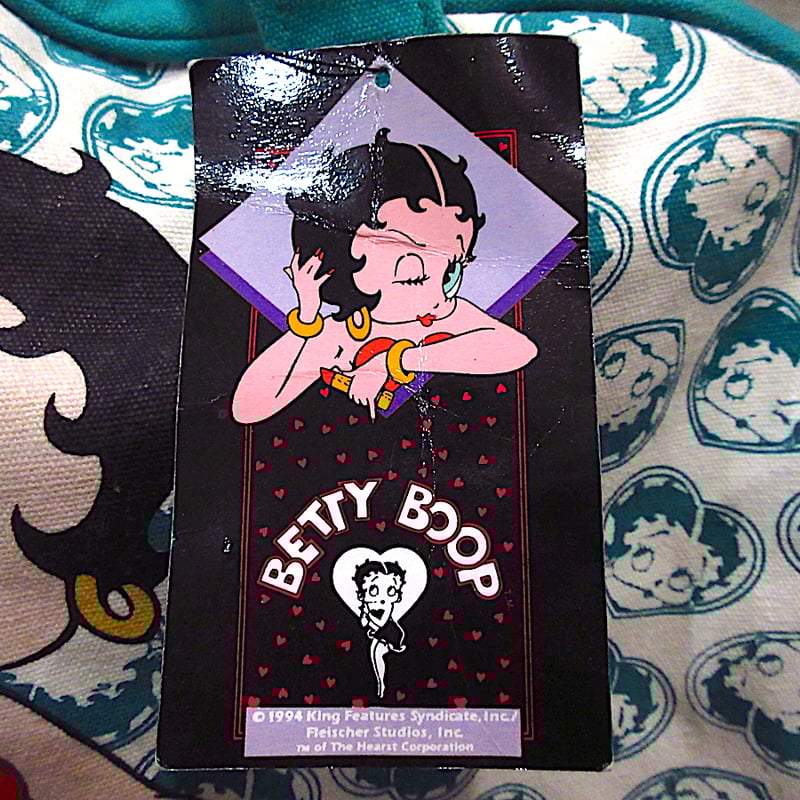 BETTY BOOP
T.M.
© 1994 King Features Syndicate, Inc./
Fleischer Studios, Inc.
TM of The Hearst Corporation